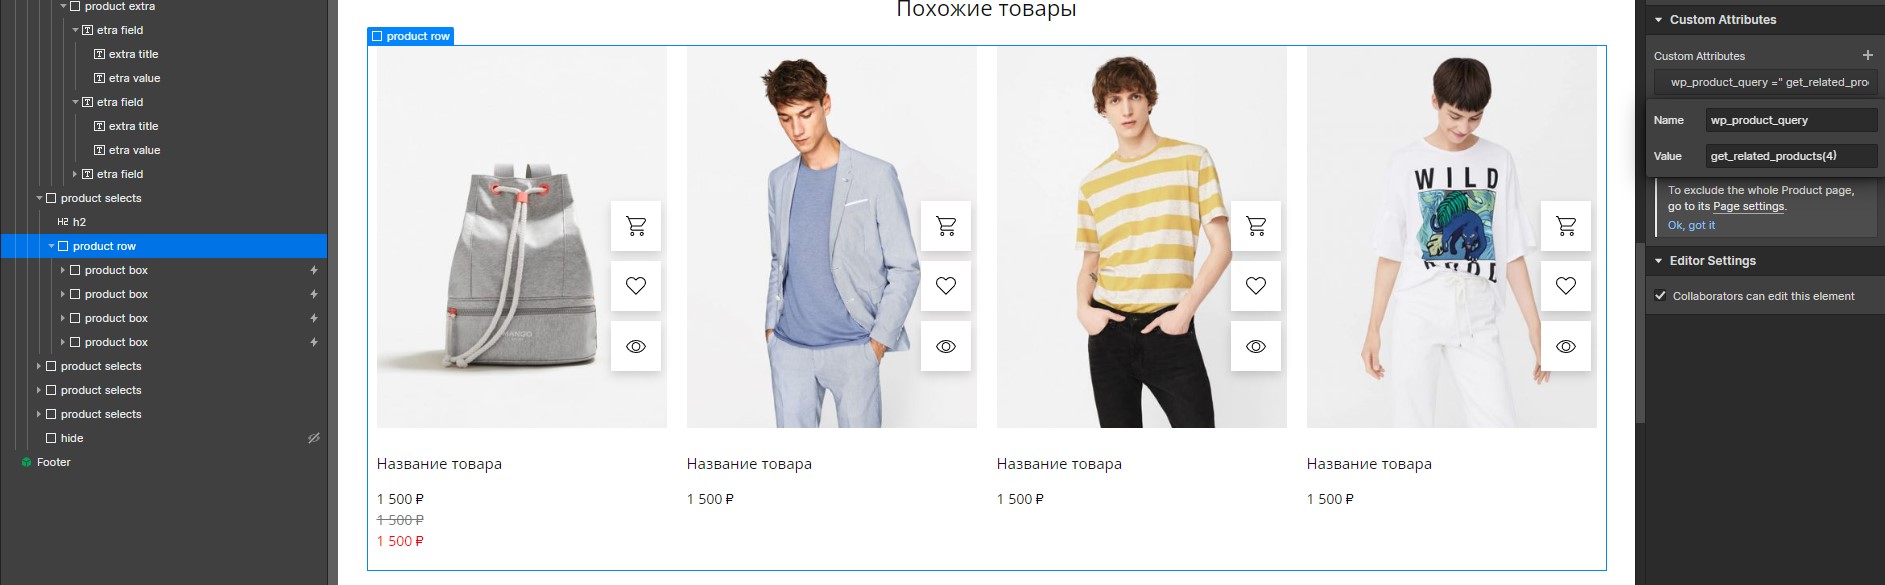 product extra
etra field
extra title
etra value
etra field
extra title
etra value
etra field
product selects
H2 h2
product row
product box
product box
product box
product box
product selects
product selects
product selects
hide
Footer
Похожие товары
product row
MANGO
WILD
Название товара
1 500 ₽
1 500 ₽
1 500 ₽
Название товара
1 500 ₽
Название товара
1 500 ₽
Название товара
1 500 ₽
Custom Attributes
Custom Attributes
wp_product_query =" get_related_pro
Name
wp_product_query
Value
get_related_products(4)
To exclude the whole Product page,
go to its Page settings.
Ok, got it
Editor Settings
Collaborators can edit this element